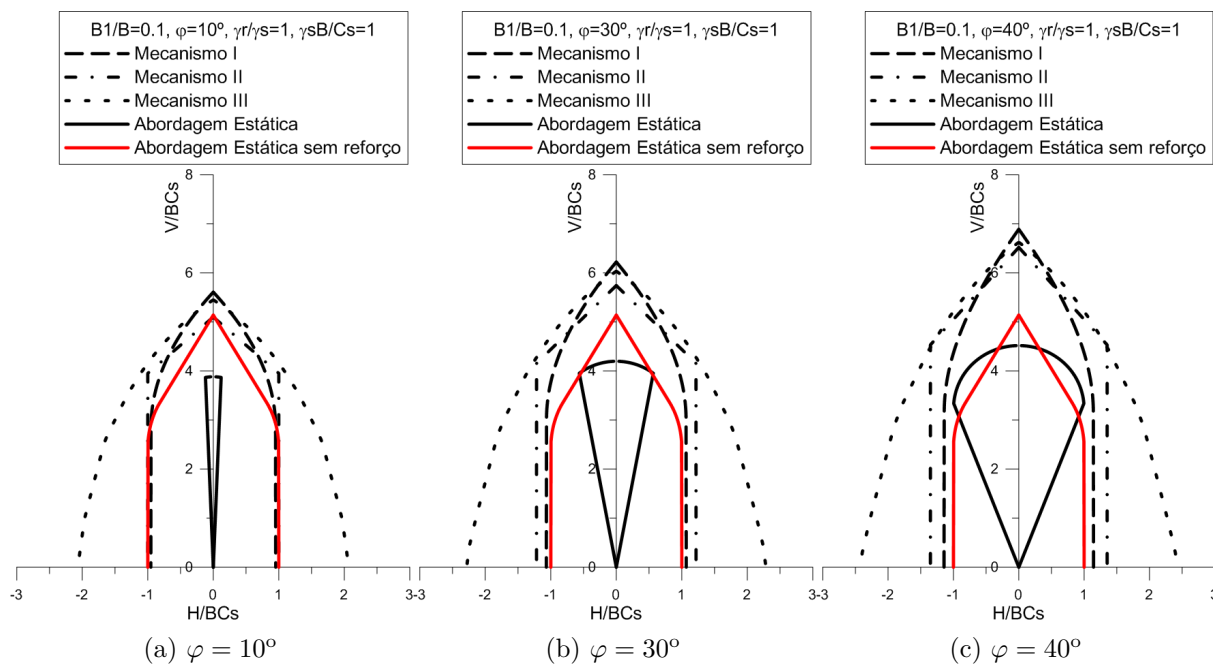 B1/B=0.1, φ=10º, γr/γs=1, γsB/Cs=1
Mecanismo I
Mecanismo II
Mecanismo III
Abordagem Estática
Abordagem Estática sem reforço
V/BCs
8
6
4
2
0
-3
-2
-1
0
1
2
3
H/BCs
(a) φ = 10º
B1/B=0.1, φ=30º, γr/γs=1, γsB/Cs=1
Mecanismo I
Mecanismo II
Mecanismo III
Abordagem Estática
Abordagem Estática sem reforço
V/BCs
8
6
4
2
0
-3
-2
-1
0
1
2
3
H/BCs
(b) φ = 30º
B1/B=0.1, φ=40º, γr/γs=1, γsB/Cs=1
Mecanismo I
Mecanismo II
Mecanismo III
Abordagem Estática
Abordagem Estática sem reforço
V/BCs
8
6
4
2
0
-3
-2
-1
0
1
2
3
H/BCs
(c) φ = 40º